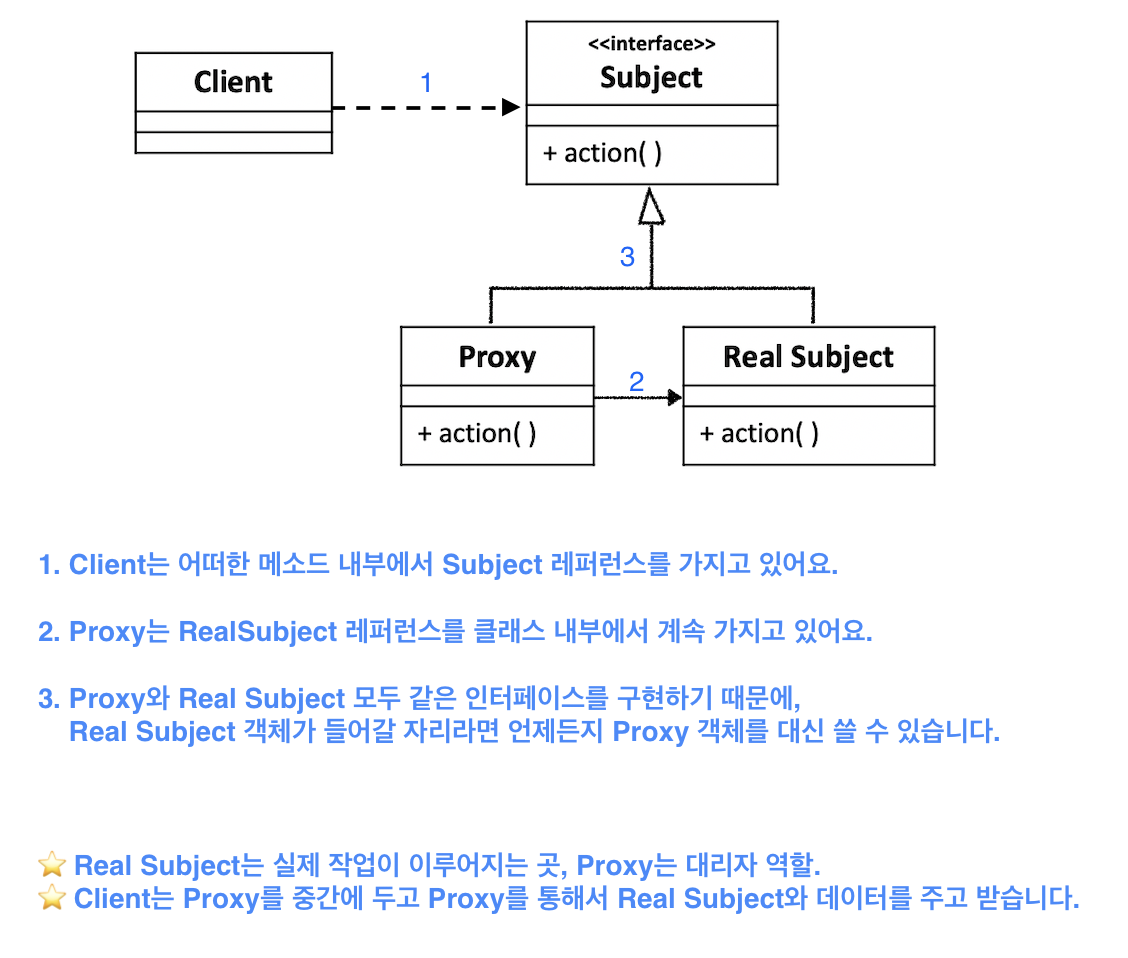 <<interface>>
Client
Subject
1
+ action( )
3
Proxy
Real Subject
2
+ action( )
+ action( )
1. Client는 어떠한 메소드 내부에서 Subject 레퍼런스를 가지고 있어요.
2. Proxy는 RealSubject 레퍼런스를 클래스 내부에서 계속 가지고 있어요.
3. Proxy와 Real Subject 모두 같은 인터페이스를 구현하기 때문에,
Real Subject 객체가 들어갈 자리라면 언제든지 Proxy 객체를 대신 쓸 수 있습니다.
⭐ Real Subject는 실제 작업이 이루어지는 곳, Proxy는 대리자 역할.
⭐ Client는 Proxy를 중간에 두고 Proxy를 통해서 Real Subject와 데이터를 주고 받습니다.